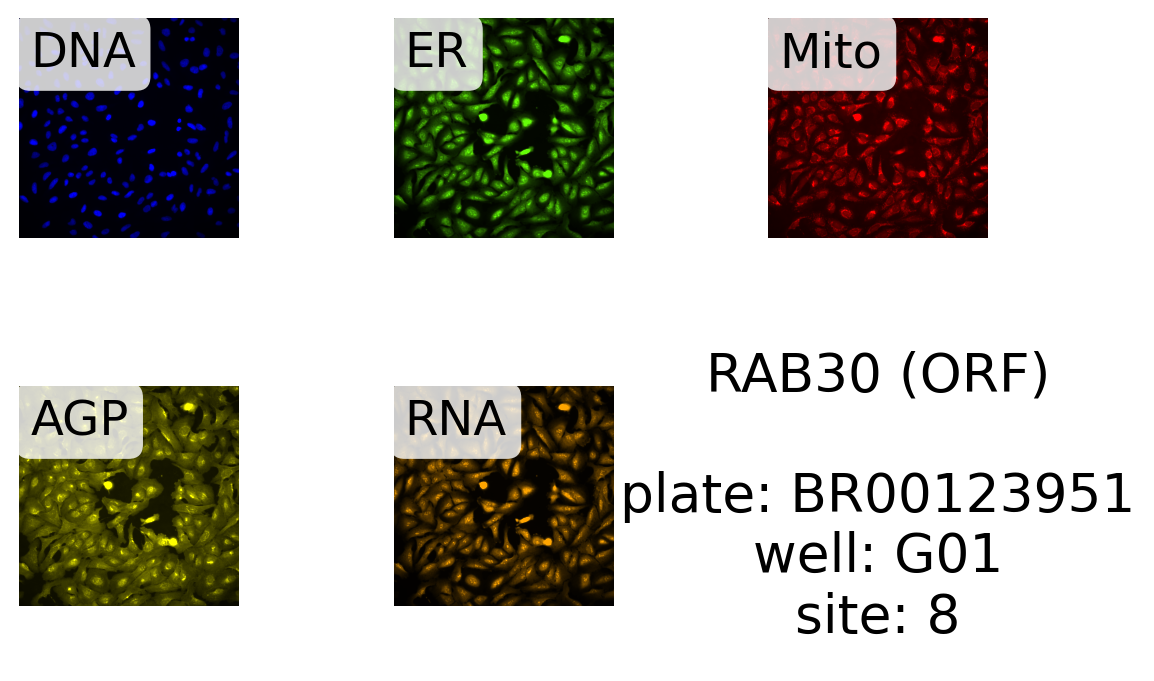 DNA
ER
Mito
AGP
RNA
RAB30 (ORF)
plate: BR00123951
well: G01
site: 8